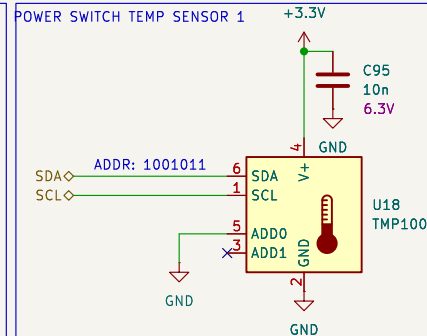 POWER SWITCH TEMP SENSOR 1
+3.3V
C95
10n
6.3V
GND
4
V+
ADDR: 1001011
SDA
6
SDA
SCL
1
SCL
U18
TMP100
5
ADD0
3
ADD1
GND
2
GND
GND